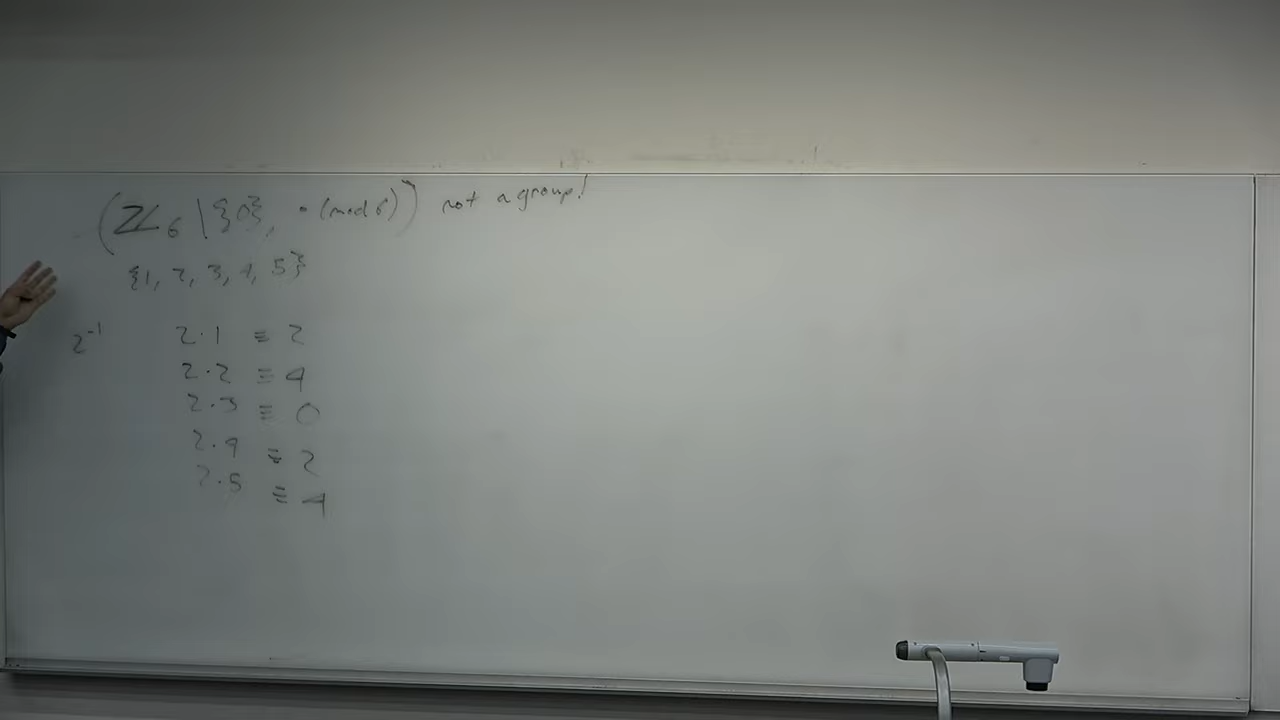 (ℤ₆ \ {0}, • (mod 6)) not a group!
{1, 2, 3, 4, 5}
2⁻¹ 2·1 ≡ 2
2·2 ≡ 4
2·3 ≡ 0
2·4 ≡ 2
2·5 ≡ 4